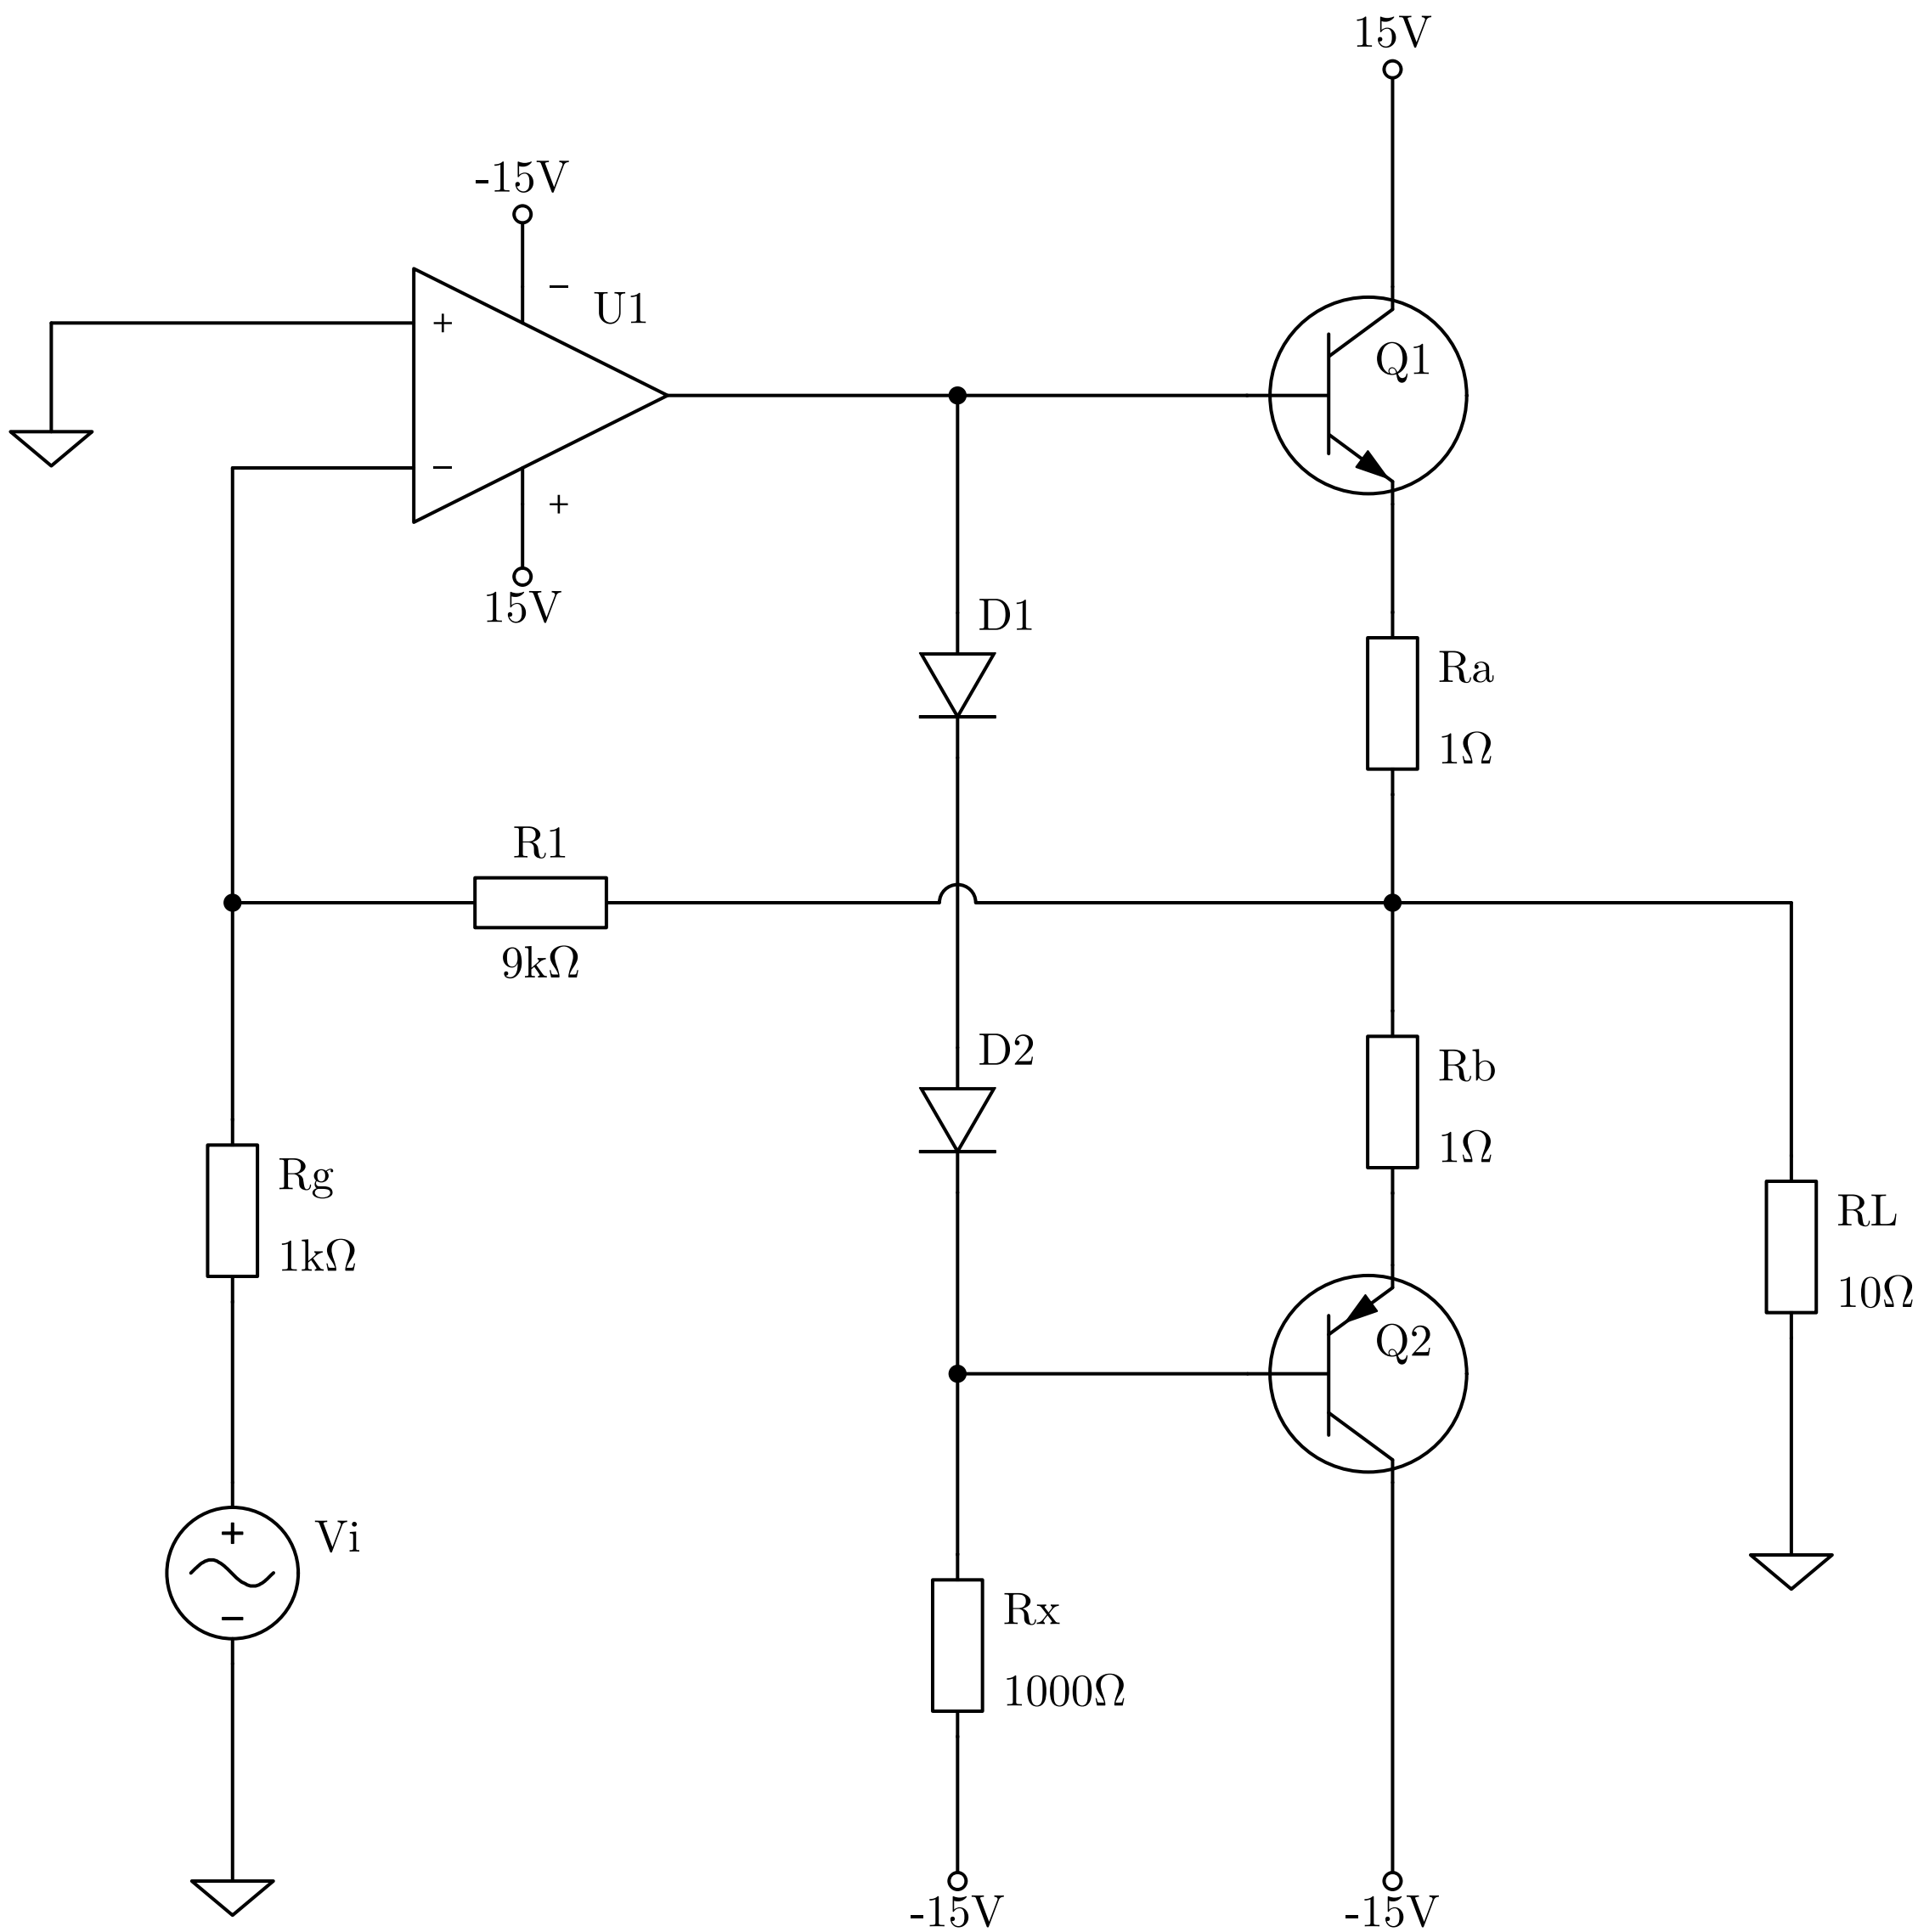 15V
-15V
−
U1
+
Q1
−
+
15V
D1
Ra
1Ω
R1
9kΩ
D2
Rb
1Ω
Rg
1kΩ
RL
10Ω
Q2
Vi
+
−
Rx
1000Ω
-15V
-15V